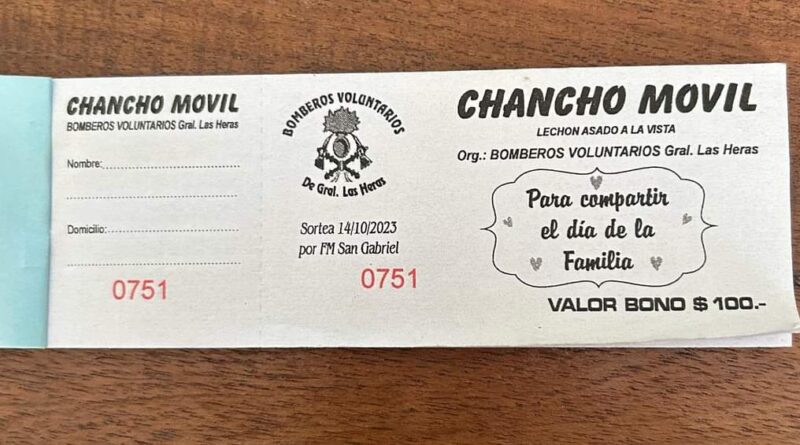 CHANCHO MOVIL
BOMBEROS VOLUNTARIOS Gral. Las Heras
Nombre:
Domicilio:
0751
BOMBEROS VOLUNTARIOS
De Gral. Las Heras
Sortea 14/10/2023
por FM San Gabriel
0751
CHANCHO MOVIL
LECHON ASADO A LA VISTA
Org.: BOMBEROS VOLUNTARIOS Gral. Las Heras
Para compartir
el día de la
Familia
VALOR BONO $ 100.-